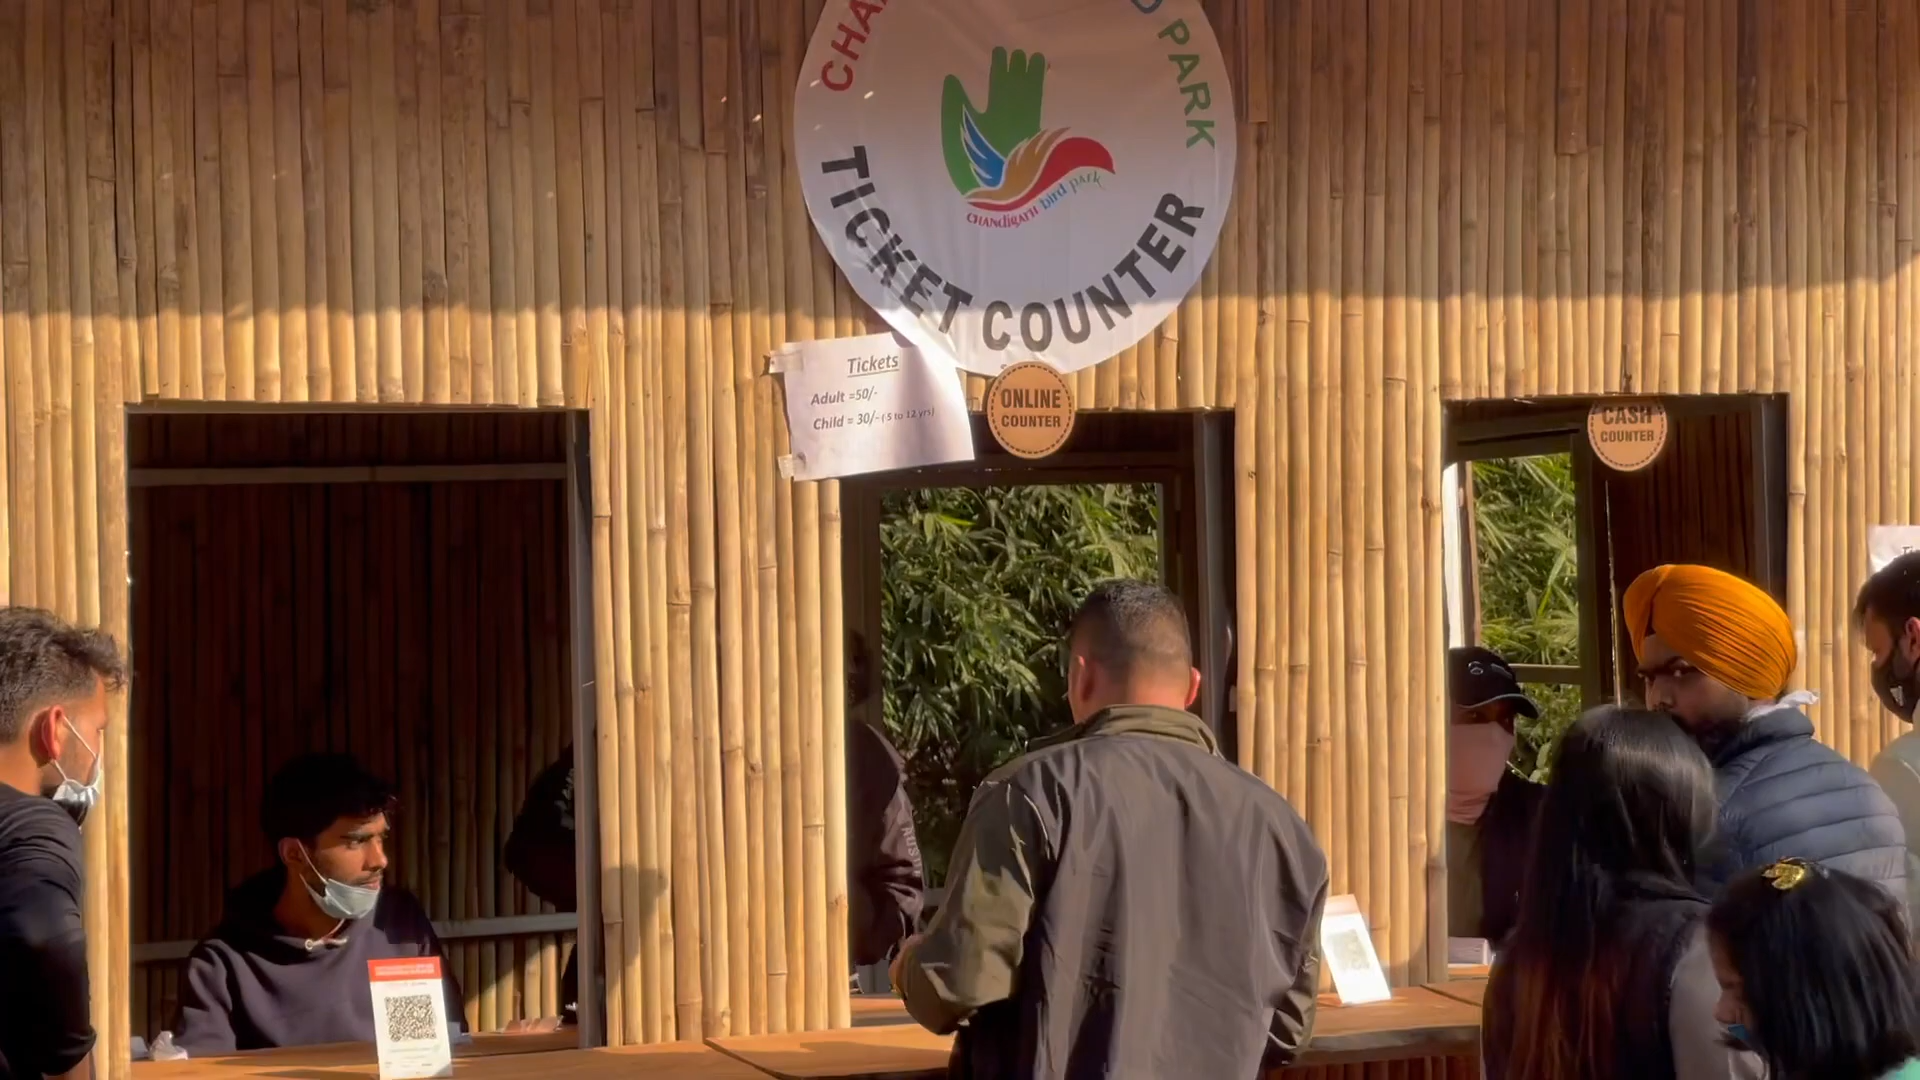 PARK
chandigarh bird park
TICKET COUNTER
Tickets
Adult =50/-
Child = 30/- ( 5 to 12 yrs)
ONLINE
COUNTER
CASH
COUNTER